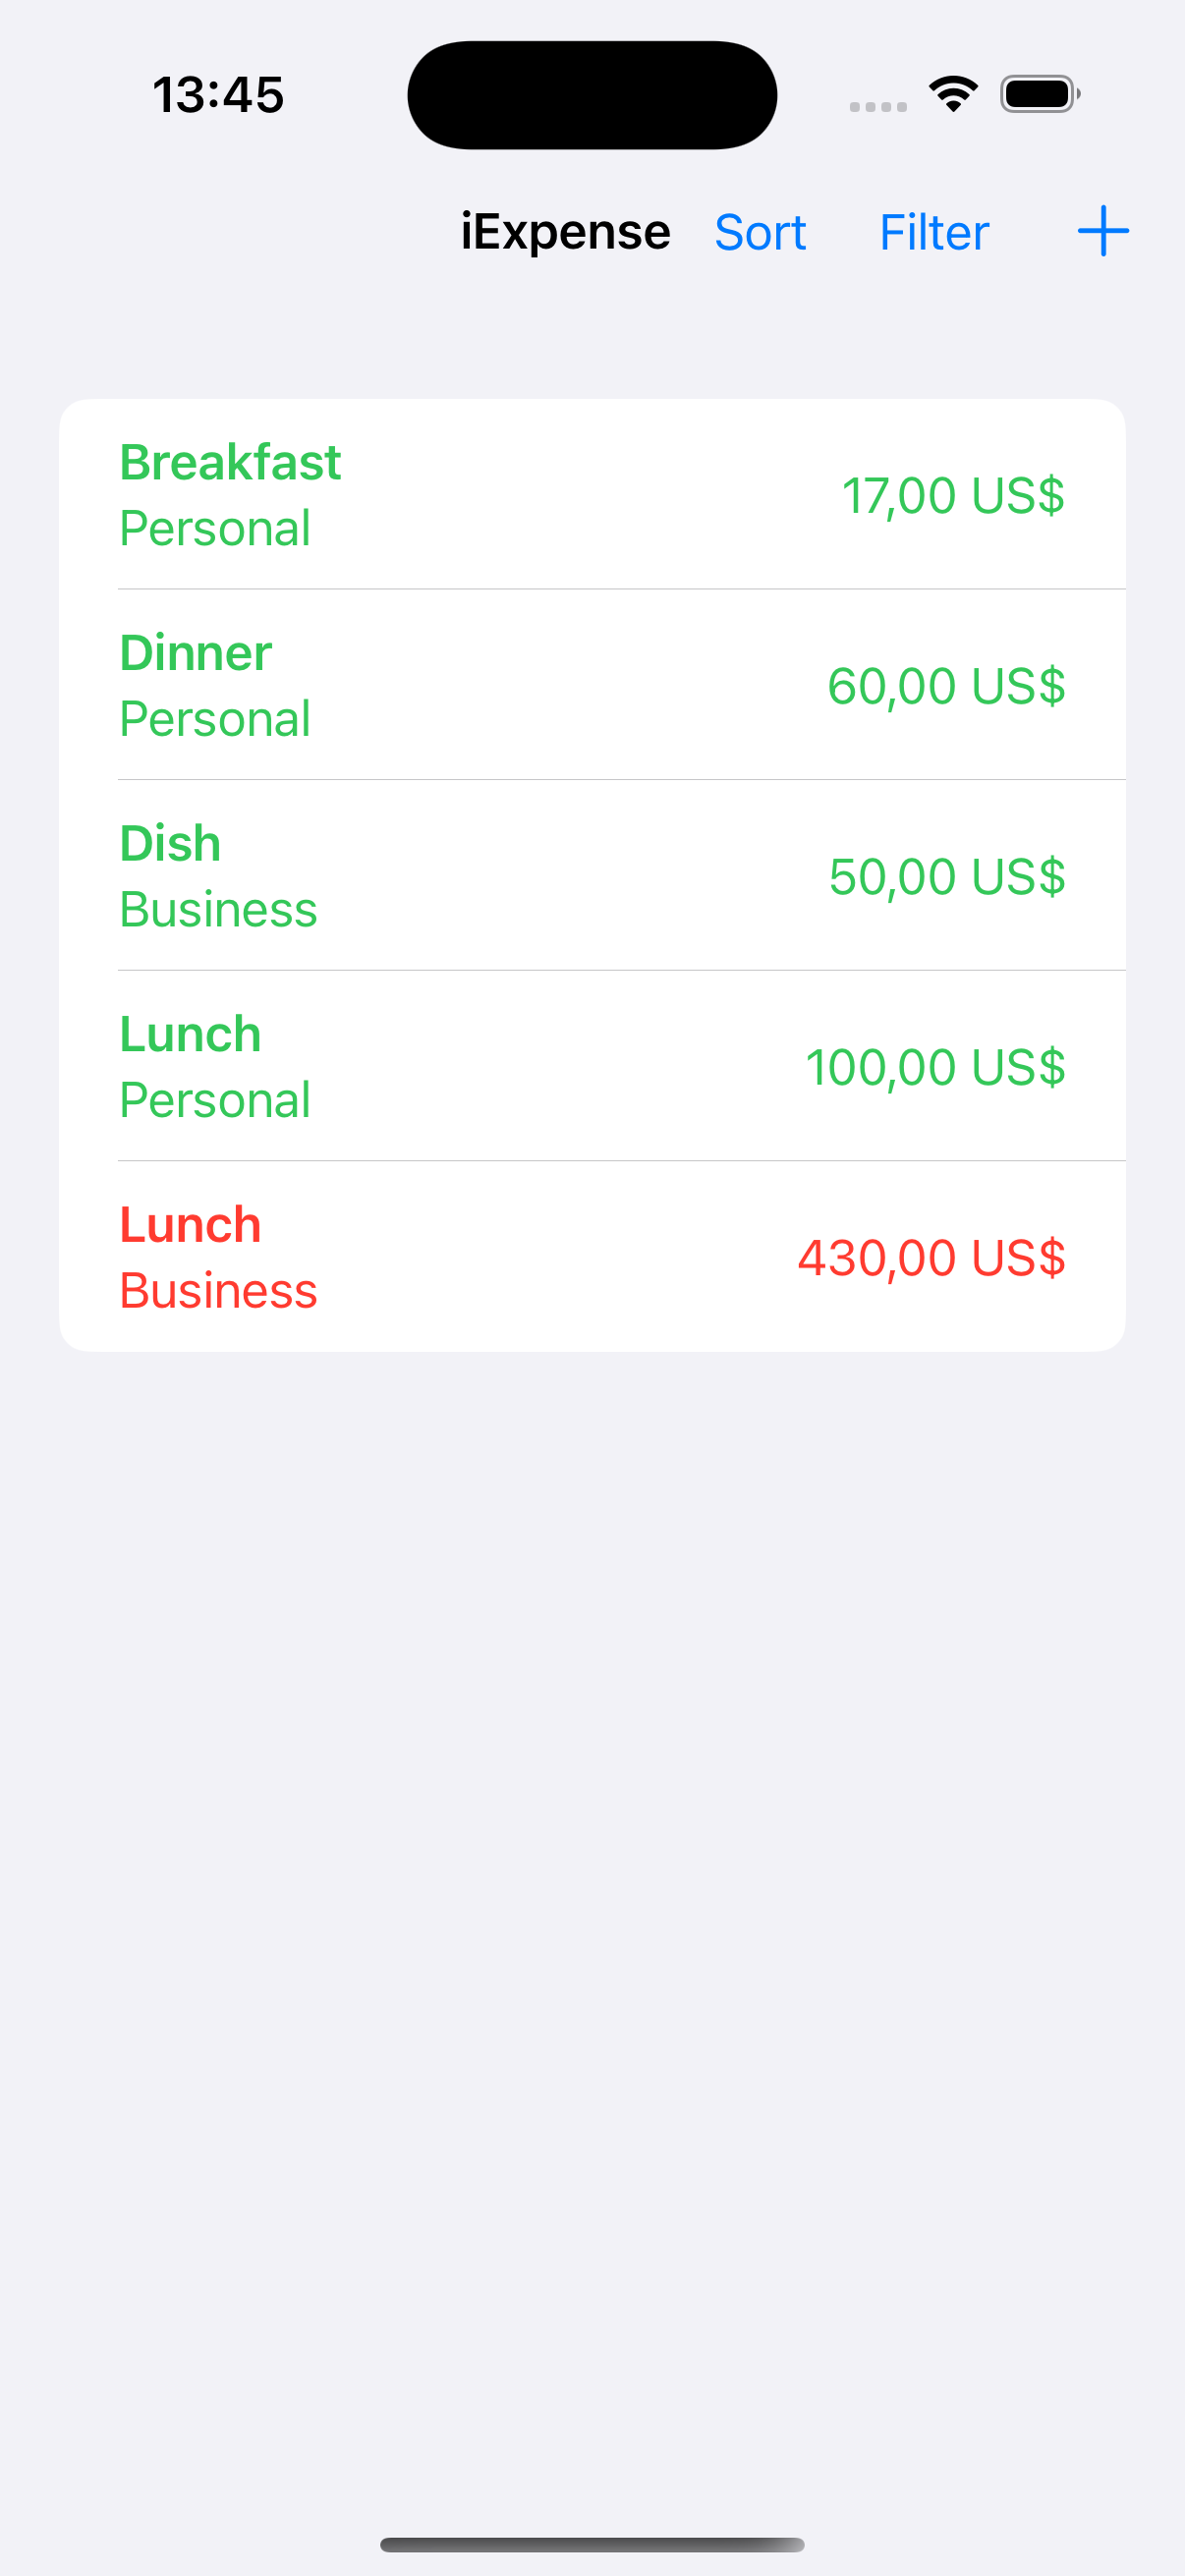 13:45
iExpense Sort Filter +
Breakfast
Personal
17,00 US$
Dinner
Personal
60,00 US$
Dish
Business
50,00 US$
Lunch
Personal
100,00 US$
Lunch
Business
430,00 US$